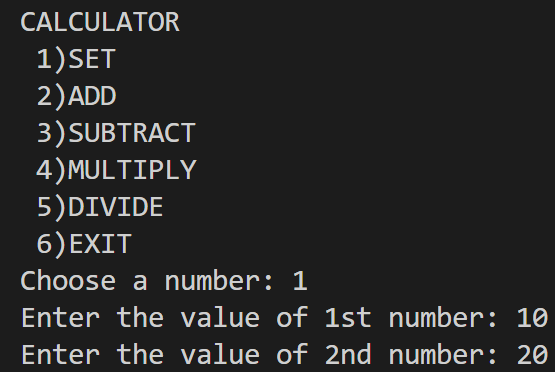 CALCULATOR
1)SET
2)ADD
3)SUBTRACT
4)MULTIPLY
5)DIVIDE
6)EXIT
Choose a number: 1
Enter the value of 1st number: 10
Enter the value of 2nd number: 20